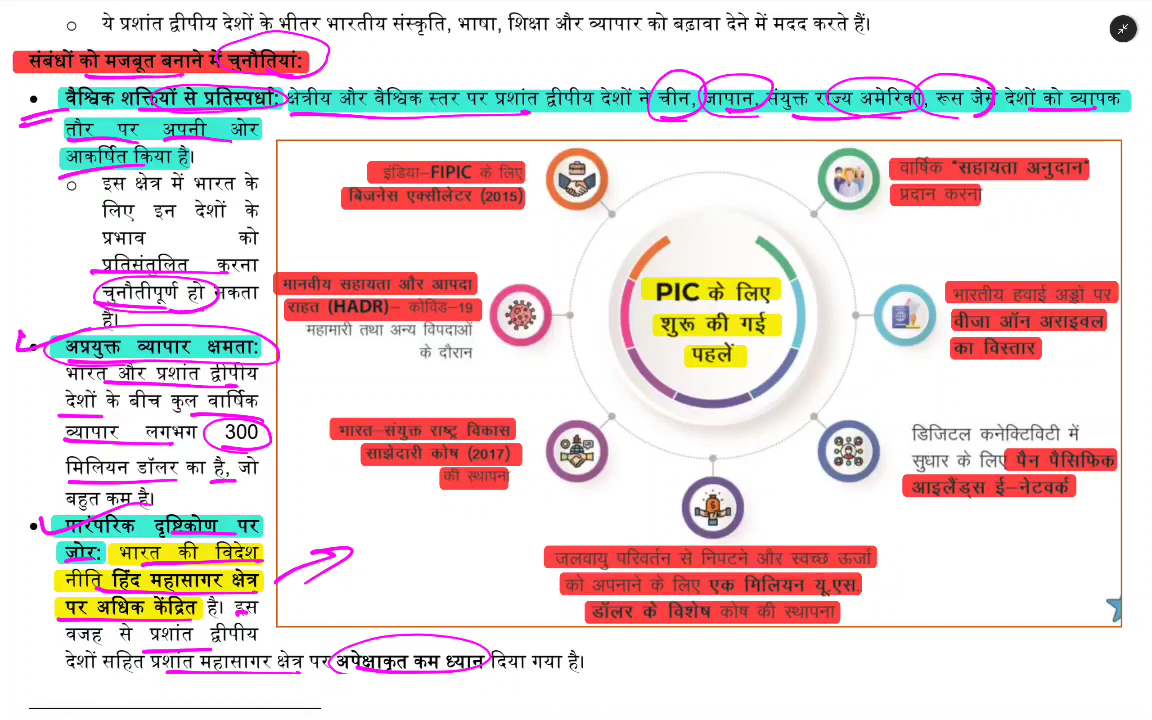 ये प्रशांत द्वीपीय देशों के भीतर भारतीय संस्कृति, भाषा, शिक्षा और व्यापार को बढ़ावा देने में मदद करते हैं।
संबंधों को मजबूत बनाने में चुनौतियां:
वैश्विक शक्तियों से प्रतिस्पर्धा: क्षेत्रीय और वैश्विक स्तर पर प्रशांत द्वीपीय देशों ने चीन, जापान, संयुक्त राज्य अमेरिका, रूस जैसे देशों को व्यापक
तौर पर अपनी ओर
आकर्षित किया है।
इस क्षेत्र में भारत के
लिए इन देशों के
प्रभाव को
प्रतिसंतुलित करना
चुनौतीपूर्ण हो सकता
है।
अप्रयुक्त व्यापार क्षमता:
भारत और प्रशांत द्वीपीय
देशों के बीच कुल वार्षिक
व्यापार लगभग 300
मिलियन डॉलर का है, जो
बहुत कम है।
पारंपरिक दृष्टिकोण पर
जोर: भारत की विदेश
नीति हिंद महासागर क्षेत्र
पर अधिक केंद्रित है। इस
वजह से प्रशांत द्वीपीय
देशों सहित प्रशांत महासागर क्षेत्र पर अपेक्षाकृत कम ध्यान दिया गया है।
PIC के लिए
शुरू की गई
पहलें
इंडिया–FIPIC के लिए
बिजनेस एक्सीलेटर (2015)
वार्षिक "सहायता अनुदान"
प्रदान करना
मानवीय सहायता और आपदा
राहत (HADR)– कोविड–19
महामारी तथा अन्य विपदाओं
के दौरान
भारतीय हवाई अड्डों पर
वीजा ऑन अराइवल
का विस्तार
भारत–संयुक्त राष्ट्र विकास
साझेदारी कोष (2017)
की स्थापना
डिजिटल कनेक्टिविटी में
सुधार के लिए पैन पैसिफिक
आइलैंड्स ई–नेटवर्क
जलवायु परिवर्तन से निपटने और स्वच्छ ऊर्जा
को अपनाने के लिए एक मिलियन यू.एस.
डॉलर के विशेष कोष की स्थापना